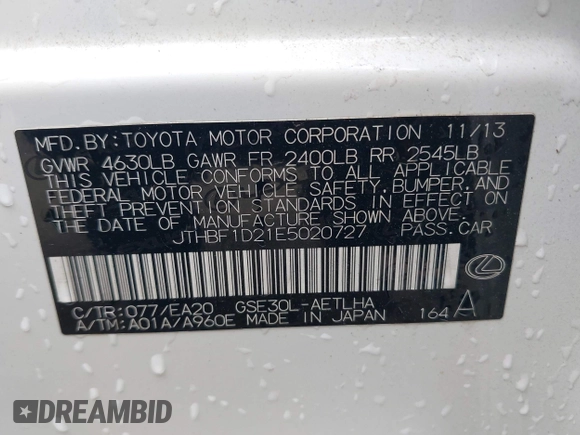 MFD. BY: TOYOTA MOTOR CORPORATION 11/13
GVWR 4630LB GAWR FR 2400LB RR 2545LB
THIS VEHICLE CONFORMS TO ALL APPLICABLE
FEDERAL MOTOR VEHICLE SAFETY, BUMPER, AND
THEFT PREVENTION STANDARDS IN EFFECT ON
THE DATE OF MANUFACTURE SHOWN ABOVE.
JTHBF1D21E5020727 PASS.CAR
C/TR:077/EA20 GSE30L-AETLHA
A/TM:A01A/A960E MADE IN JAPAN 164 A
DREAMBID